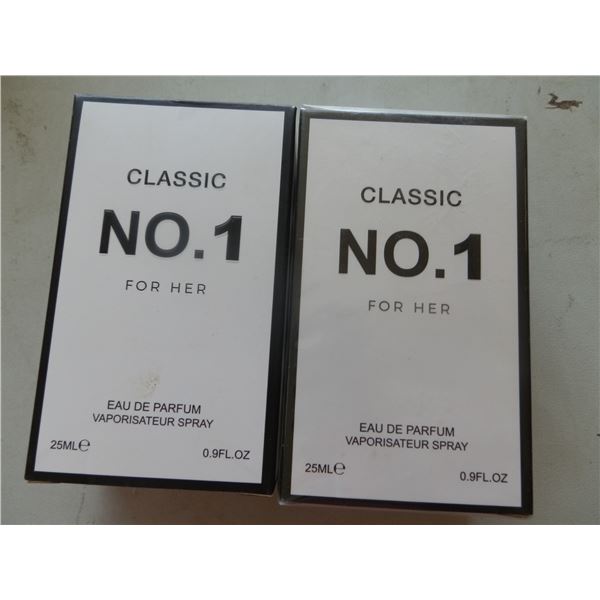 CLASSIC
NO.1
FOR HER
EAU DE PARFUM
VAPORISATEUR SPRAY
25ML℮
0.9FL.OZ
CLASSIC
NO.1
FOR HER
EAU DE PARFUM
VAPORISATEUR SPRAY
25ML℮
0.9FL.OZ